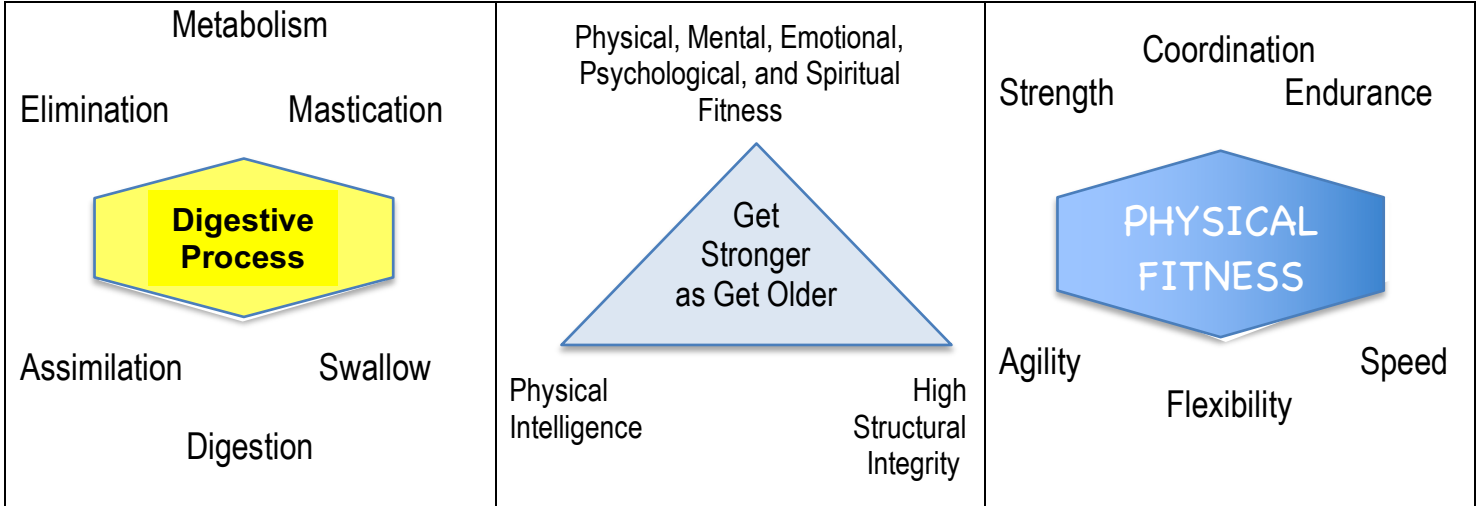 Metabolism
Elimination
Mastication
Digestive
Process
Assimilation
Swallow
Digestion
Physical, Mental, Emotional,
Psychological, and Spiritual
Fitness
Get
Stronger
as Get Older
Physical
Intelligence
High
Structural
Integrity
Coordination
Strength
Endurance
PHYSICAL
FITNESS
Agility
Speed
Flexibility